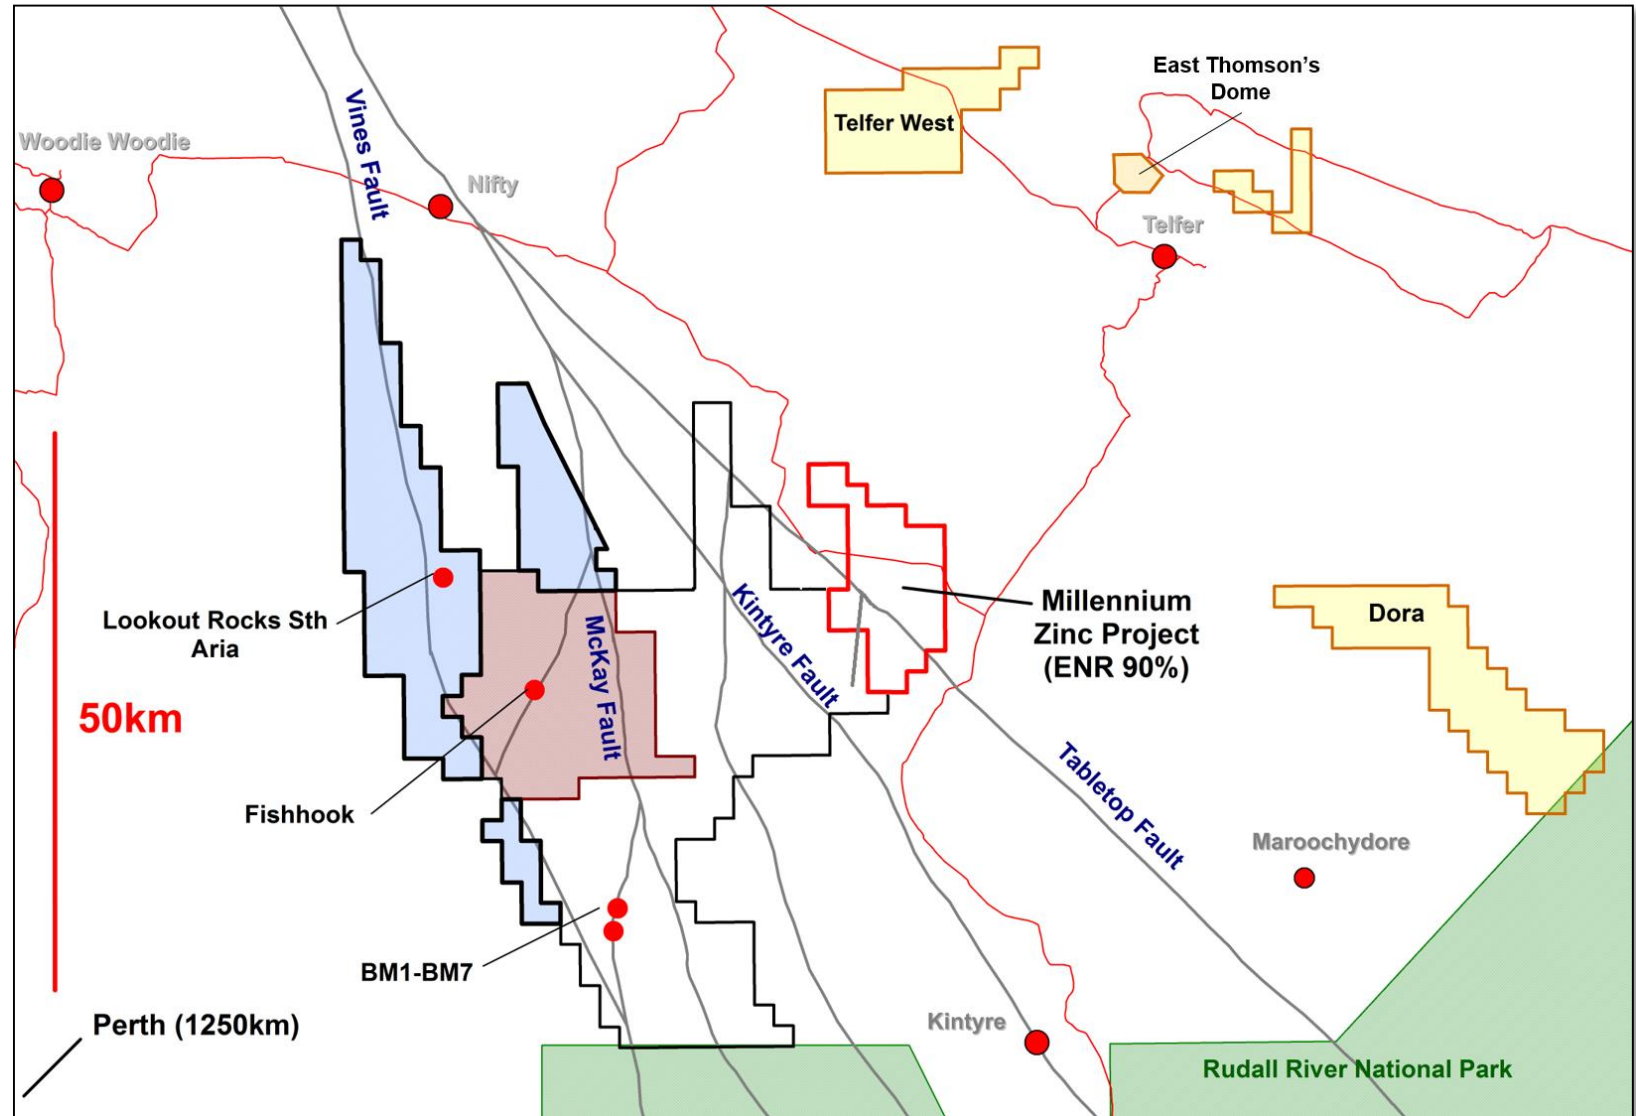 East Thomson's
Dome
Telfer West
Vines Fault
Woodie Woodie
Nifty
Telfer
Lookout Rocks Sth
Aria
McKay Fault
Kintyre Fault
Millennium
Zinc Project
(ENR 90%)
Dora
50km
Fishhook
Tabletop Fault
Maroochydore
BM1-BM7
Perth (1250km)
Kintyre
Rudall River National Park